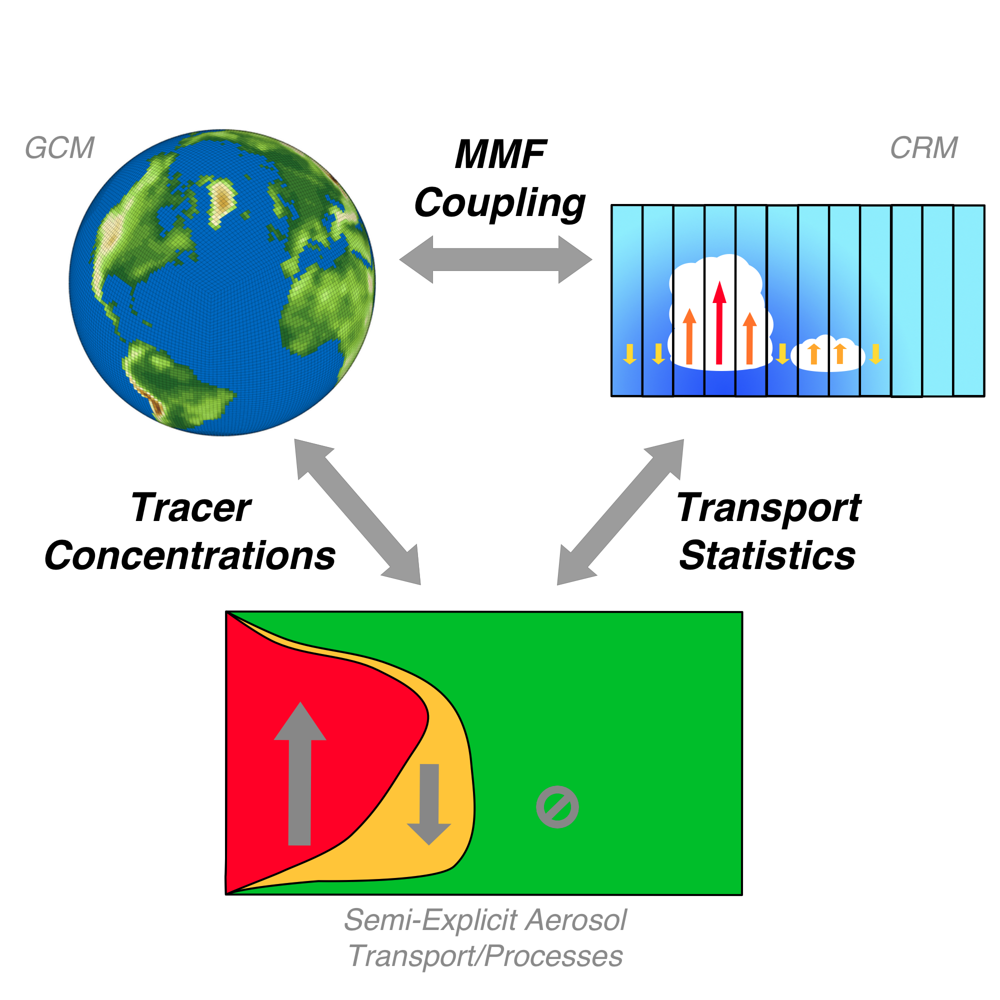 GCM
MMF
Coupling
CRM
Tracer
Concentrations
Transport
Statistics
Semi-Explicit Aerosol
Transport/Processes